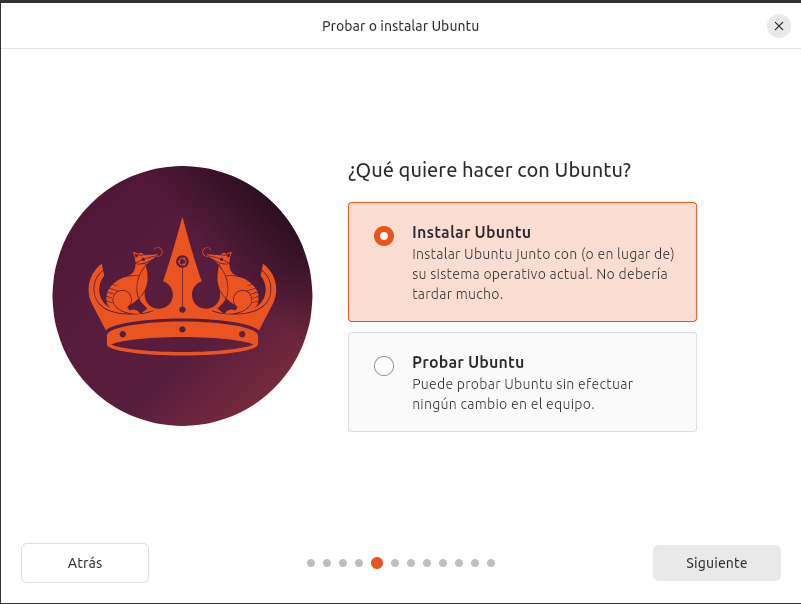 Probar o instalar Ubuntu
¿Qué quiere hacer con Ubuntu?
Instalar Ubuntu
Instalar Ubuntu junto con (o en lugar de)
su sistema operativo actual. No debería
tardar mucho.
Probar Ubuntu
Puede probar Ubuntu sin efectuar
ningún cambio en el equipo.
Atrás
Siguiente